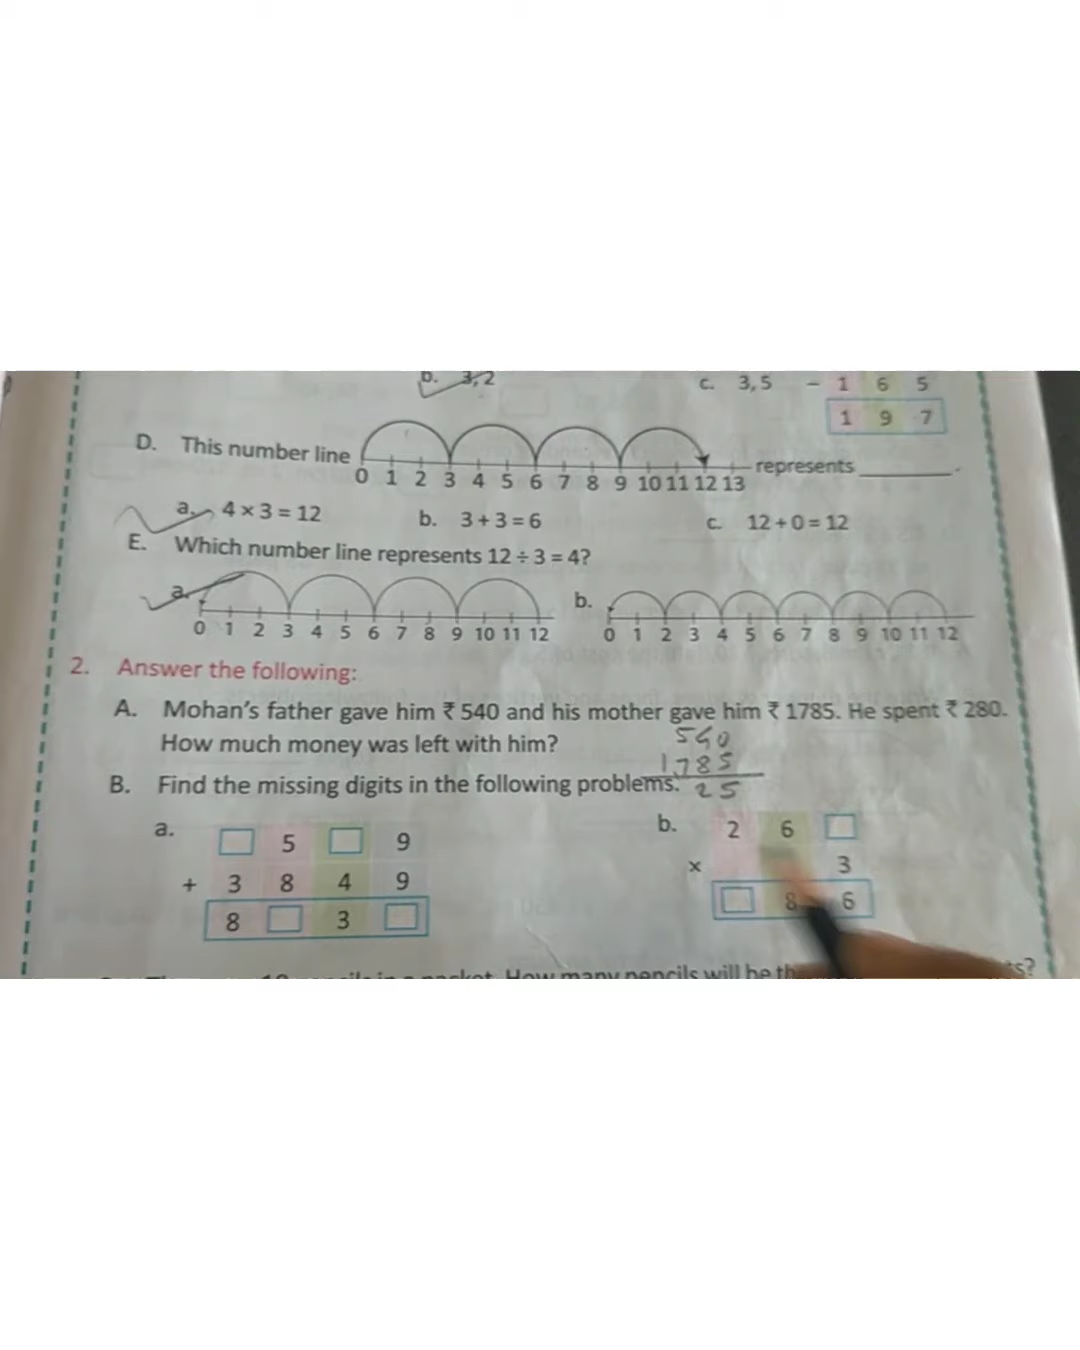 b. 3,2 c. 3,5 − 1 6 5
1 9 7
D. This number line
0 1 2 3 4 5 6 7 8 9 10 11 12 13
represents ________.
a. 4 × 3 = 12 b. 3 + 3 = 6 c. 12 + 0 = 12
E. Which number line represents 12 ÷ 3 = 4?
a. b.
0 1 2 3 4 5 6 7 8 9 10 11 12 0 1 2 3 4 5 6 7 8 9 10 11 12
2. Answer the following:
A. Mohan's father gave him ₹ 540 and his mother gave him ₹ 1785. He spent ₹ 280.
How much money was left with him?
540
1785
25
B. Find the missing digits in the following problems.
a. □ 5 □ 9
+ 3 8 4 9
8 □ 3 □
b. 2 6 □
× 3
□ 8 6
How many pencils will be